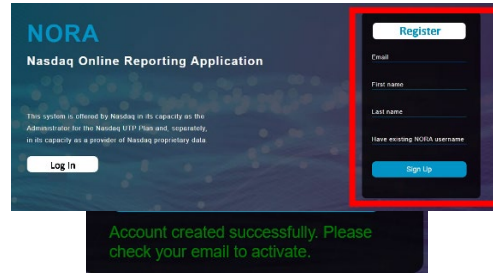 NORA
Nasdaq Online Reporting Application
This system is offered by Nasdaq in its capacity as the
Administrator for the Nasdaq UTP Plan and, separately,
in its capacity as a provider of Nasdaq proprietary data.
Log In
Register
Email
First name
Last name
Have existing NORA username
Sign Up
Account created successfully. Please
check your email to activate.